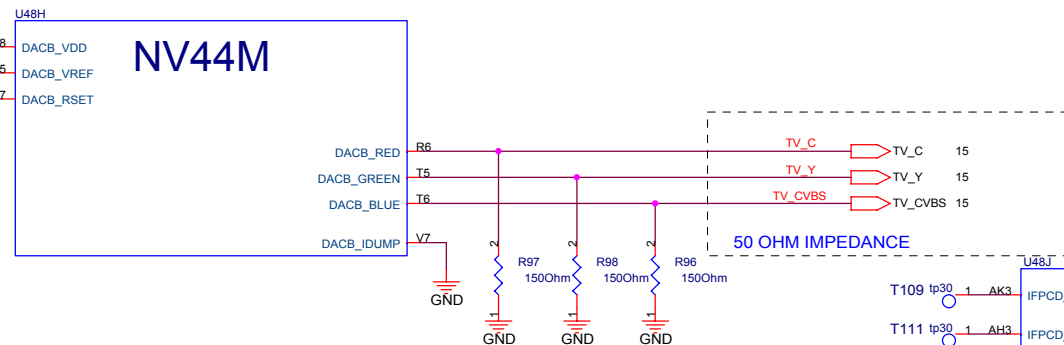 U48H
8 DACB_VDD
NV44M
5 DACB_VREF
7 DACB_RSET
DACB_RED R6 TV_C TV_C 15
DACB_GREEN T5 TV_Y TV_Y 15
DACB_BLUE T6 TV_CVBS TV_CVBS 15
DACB_IDUMP V7
50 OHM IMPEDANCE
2 2 2
R97 R98 R96
150Ohm 150Ohm 150Ohm
GND
1 1 1
GND GND GND
U48J
T109 tp30 1 AK3 IFPCD_
T111 tp30 1 AH3 IFPCD_